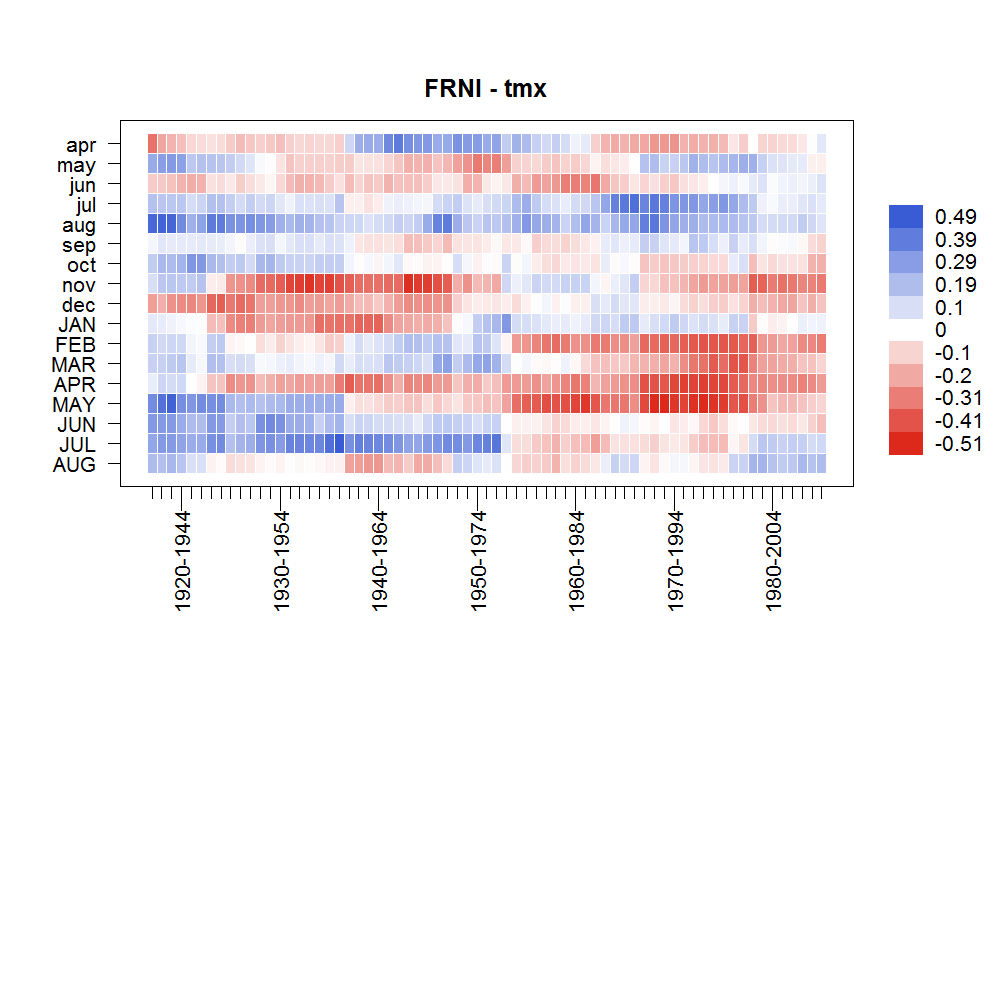 FRNI - tmx
apr
may
jun
jul
aug
sep
oct
nov
dec
JAN
FEB
MAR
APR
MAY
JUN
JUL
AUG
0.49
0.39
0.29
0.19
0.1
0
-0.1
-0.2
-0.31
-0.41
-0.51
1920-1944
1930-1954
1940-1964
1950-1974
1960-1984
1970-1994
1980-2004